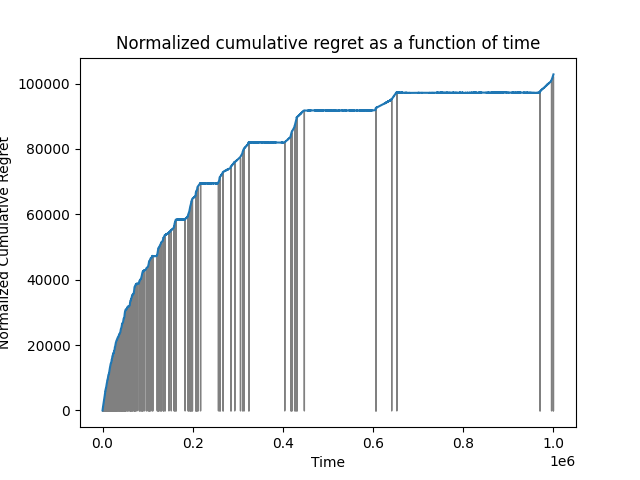 Normalized cumulative regret as a function of time
Normalized Cumulative Regret
100000
80000
60000
40000
20000
0
0.0 0.2 0.4 0.6 0.8 1.0
1e6
Time